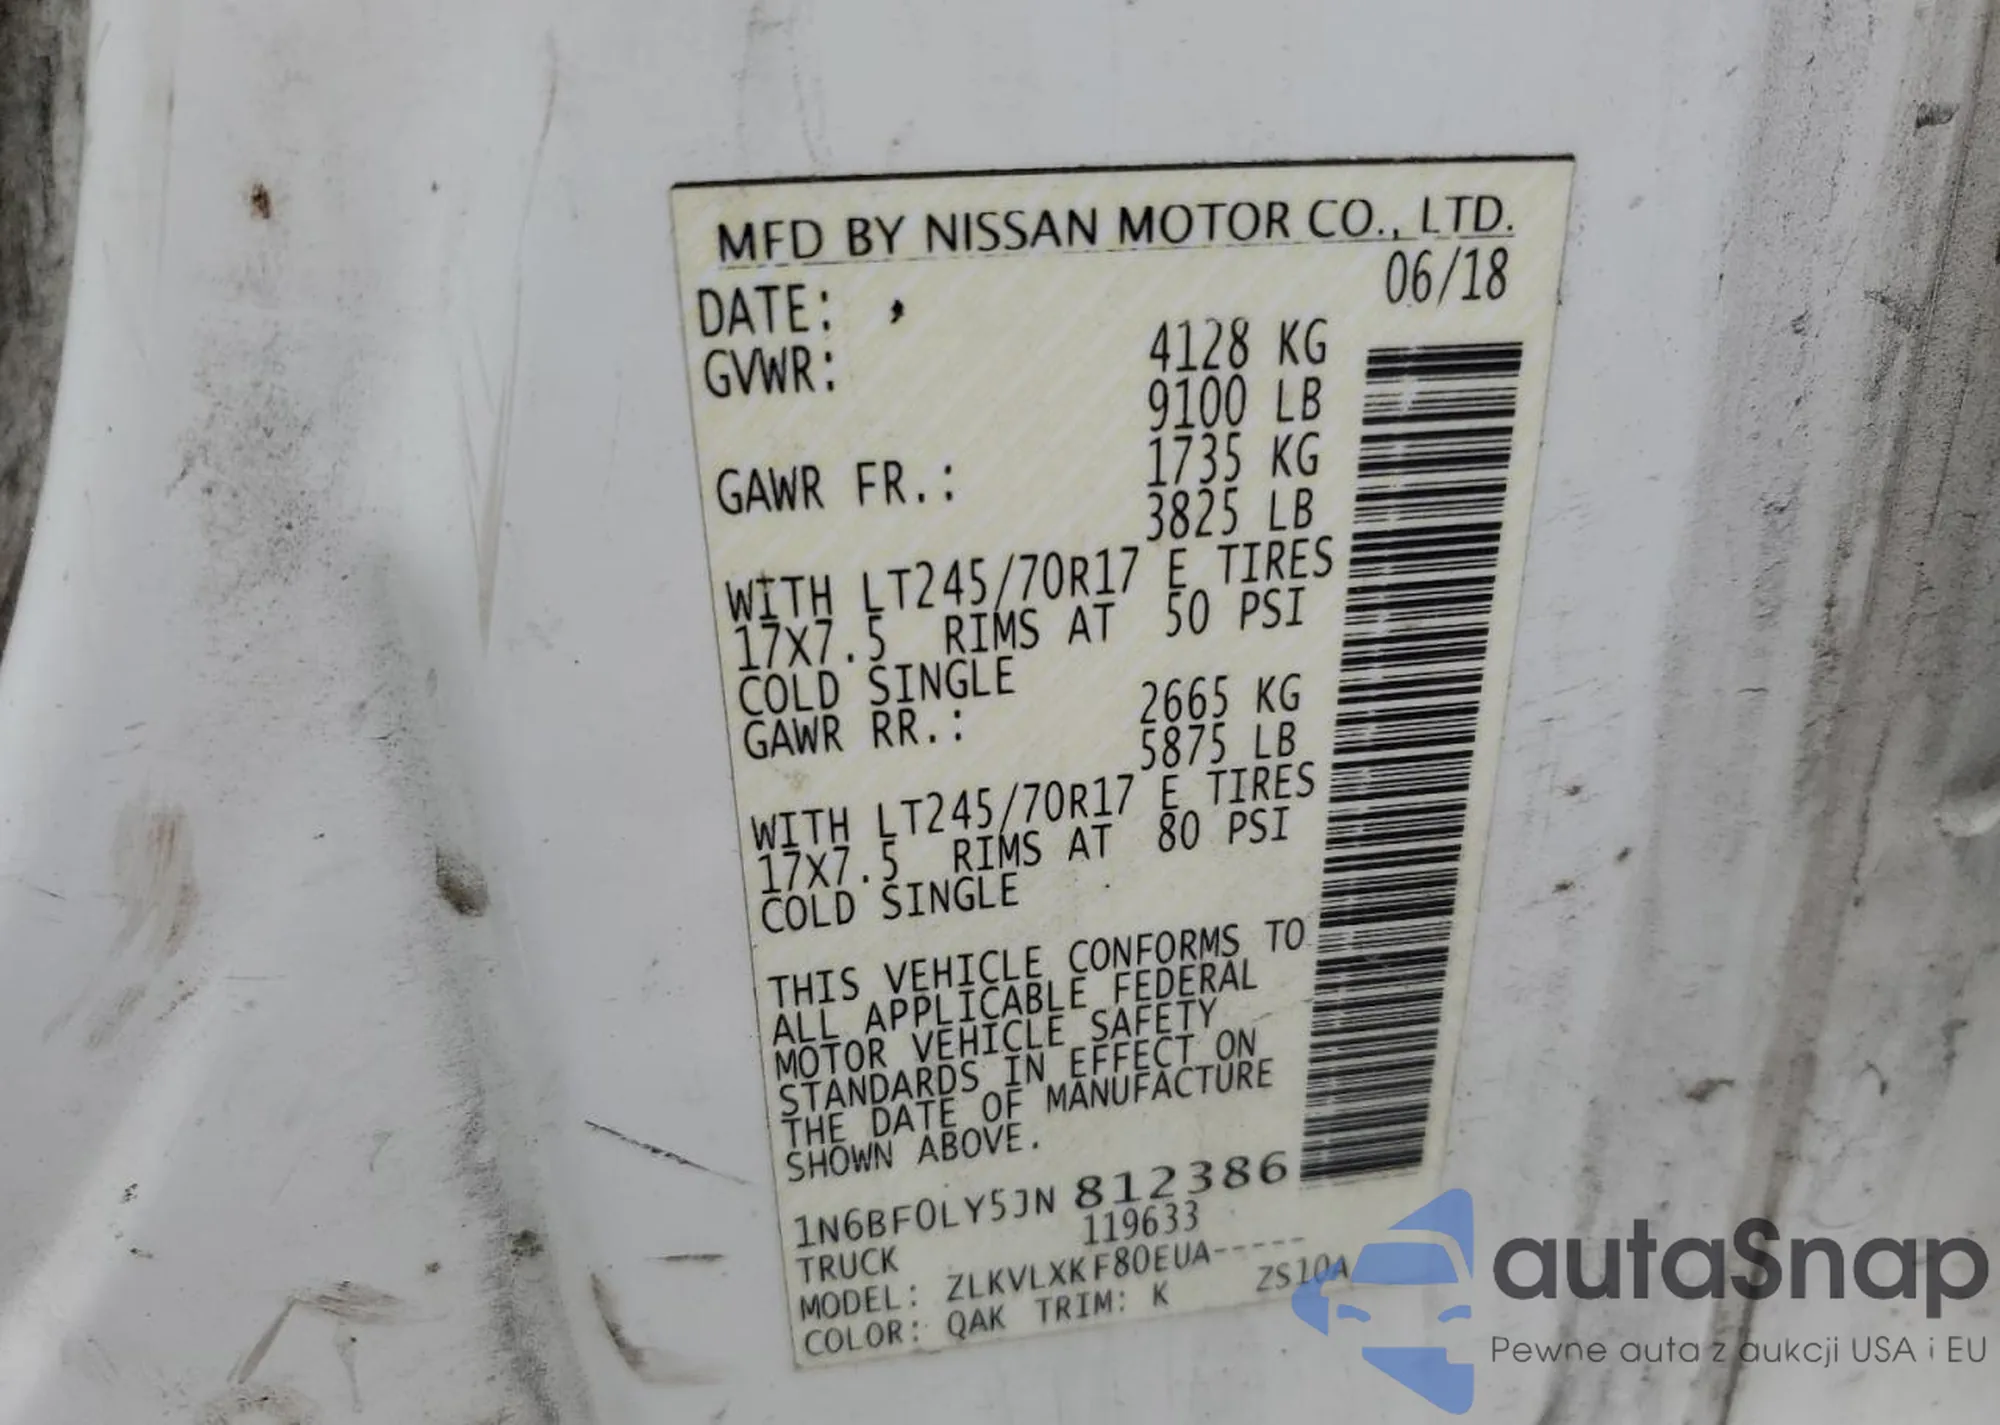 MFD BY NISSAN MOTOR CO., LTD.
DATE: 06/18
GVWR: 4128 KG
9100 LB
GAWR FR.: 1735 KG
3825 LB
WITH LT245/70R17 E TIRES
17X7.5 RIMS AT 50 PSI
COLD SINGLE
GAWR RR.: 2665 KG
5875 LB
WITH LT245/70R17 E TIRES
17X7.5 RIMS AT 80 PSI
COLD SINGLE
THIS VEHICLE CONFORMS TO
ALL APPLICABLE FEDERAL
MOTOR VEHICLE SAFETY
STANDARDS IN EFFECT ON
THE DATE OF MANUFACTURE
SHOWN ABOVE.
1N6BF0LY5JN 812386
TRUCK 119633
MODEL: ZLKVLXKF80EUA-----
COLOR: QAK TRIM: K ZS10A
autaSnap
Pewne auta z aukcji USA i EU